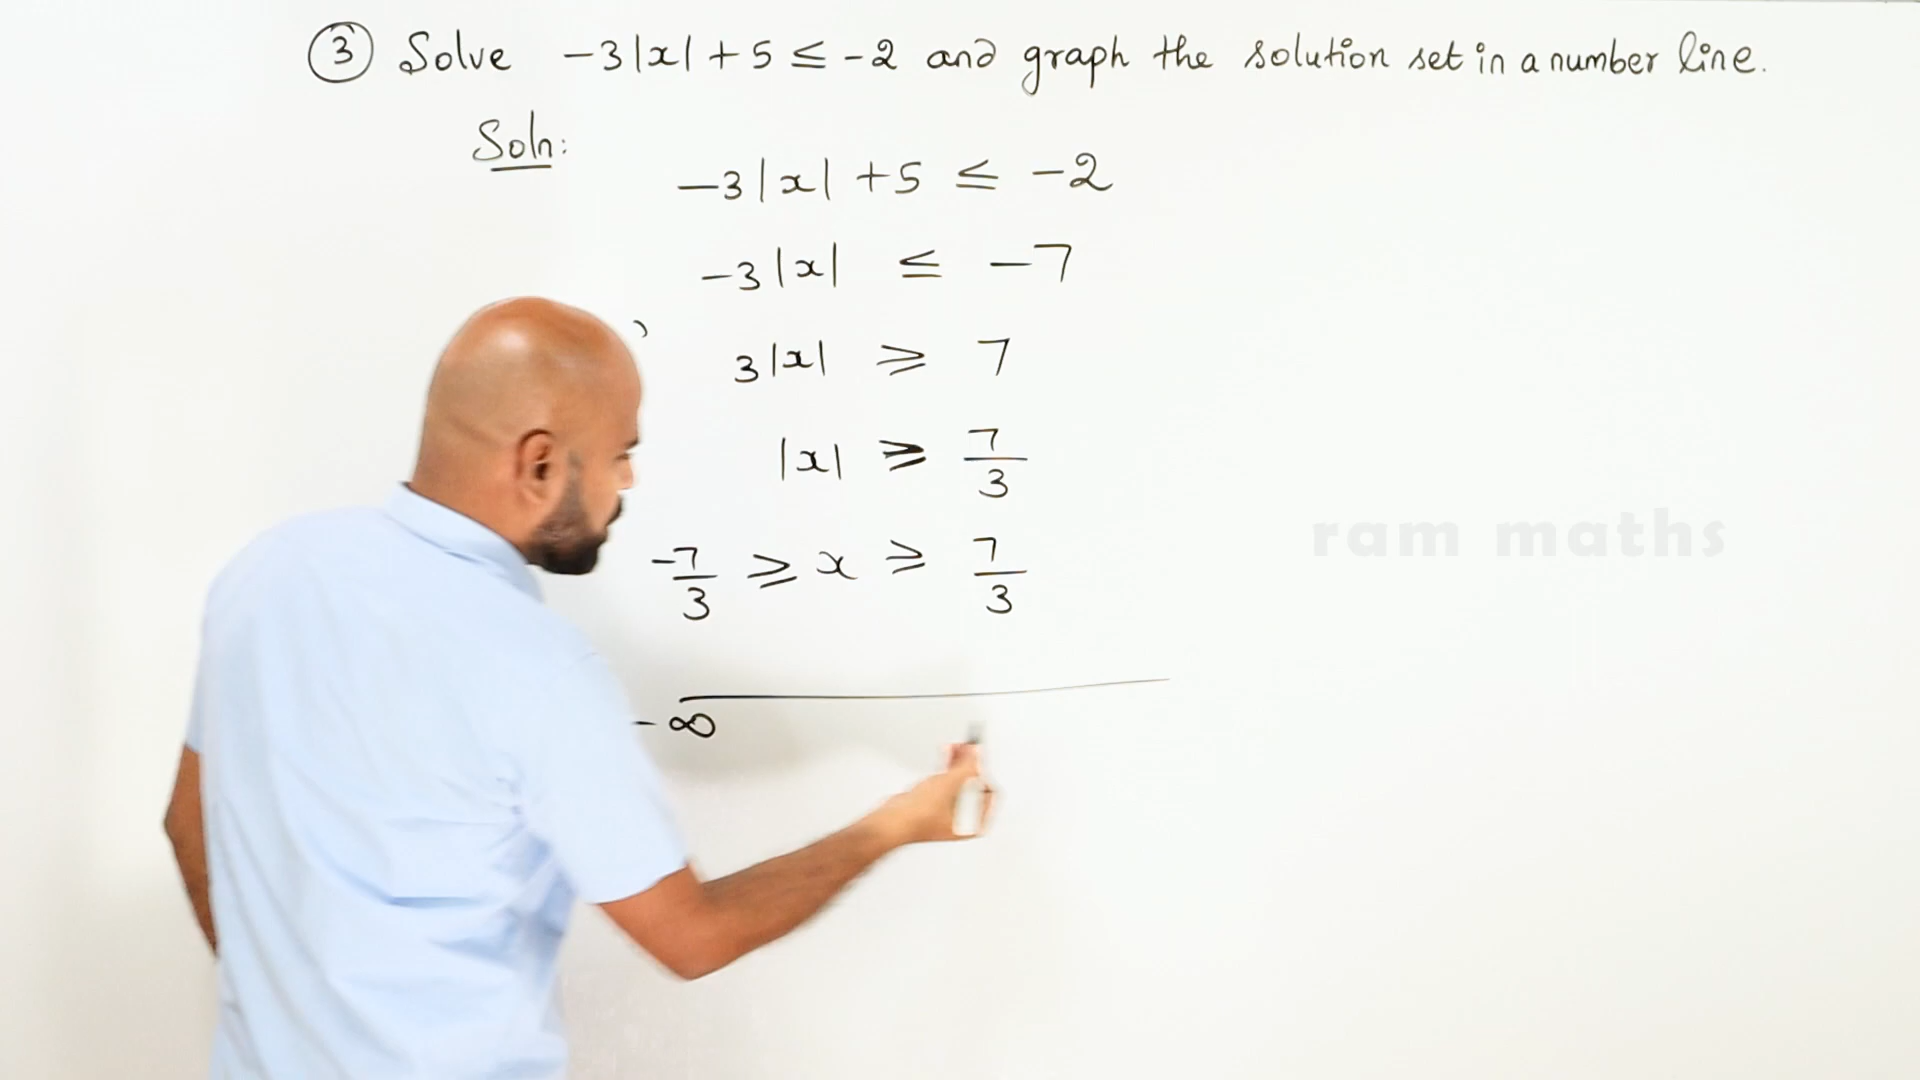 ③ Solve -3|x| + 5 ≤ -2 and graph the solution set in a number line.
Soln:
-3|x| + 5 ≤ -2
-3|x| ≤ -7
3|x| ≥ 7
|x| ≥ 7/3
-7/3 ≥ x ≥ 7/3
-∞
ram maths